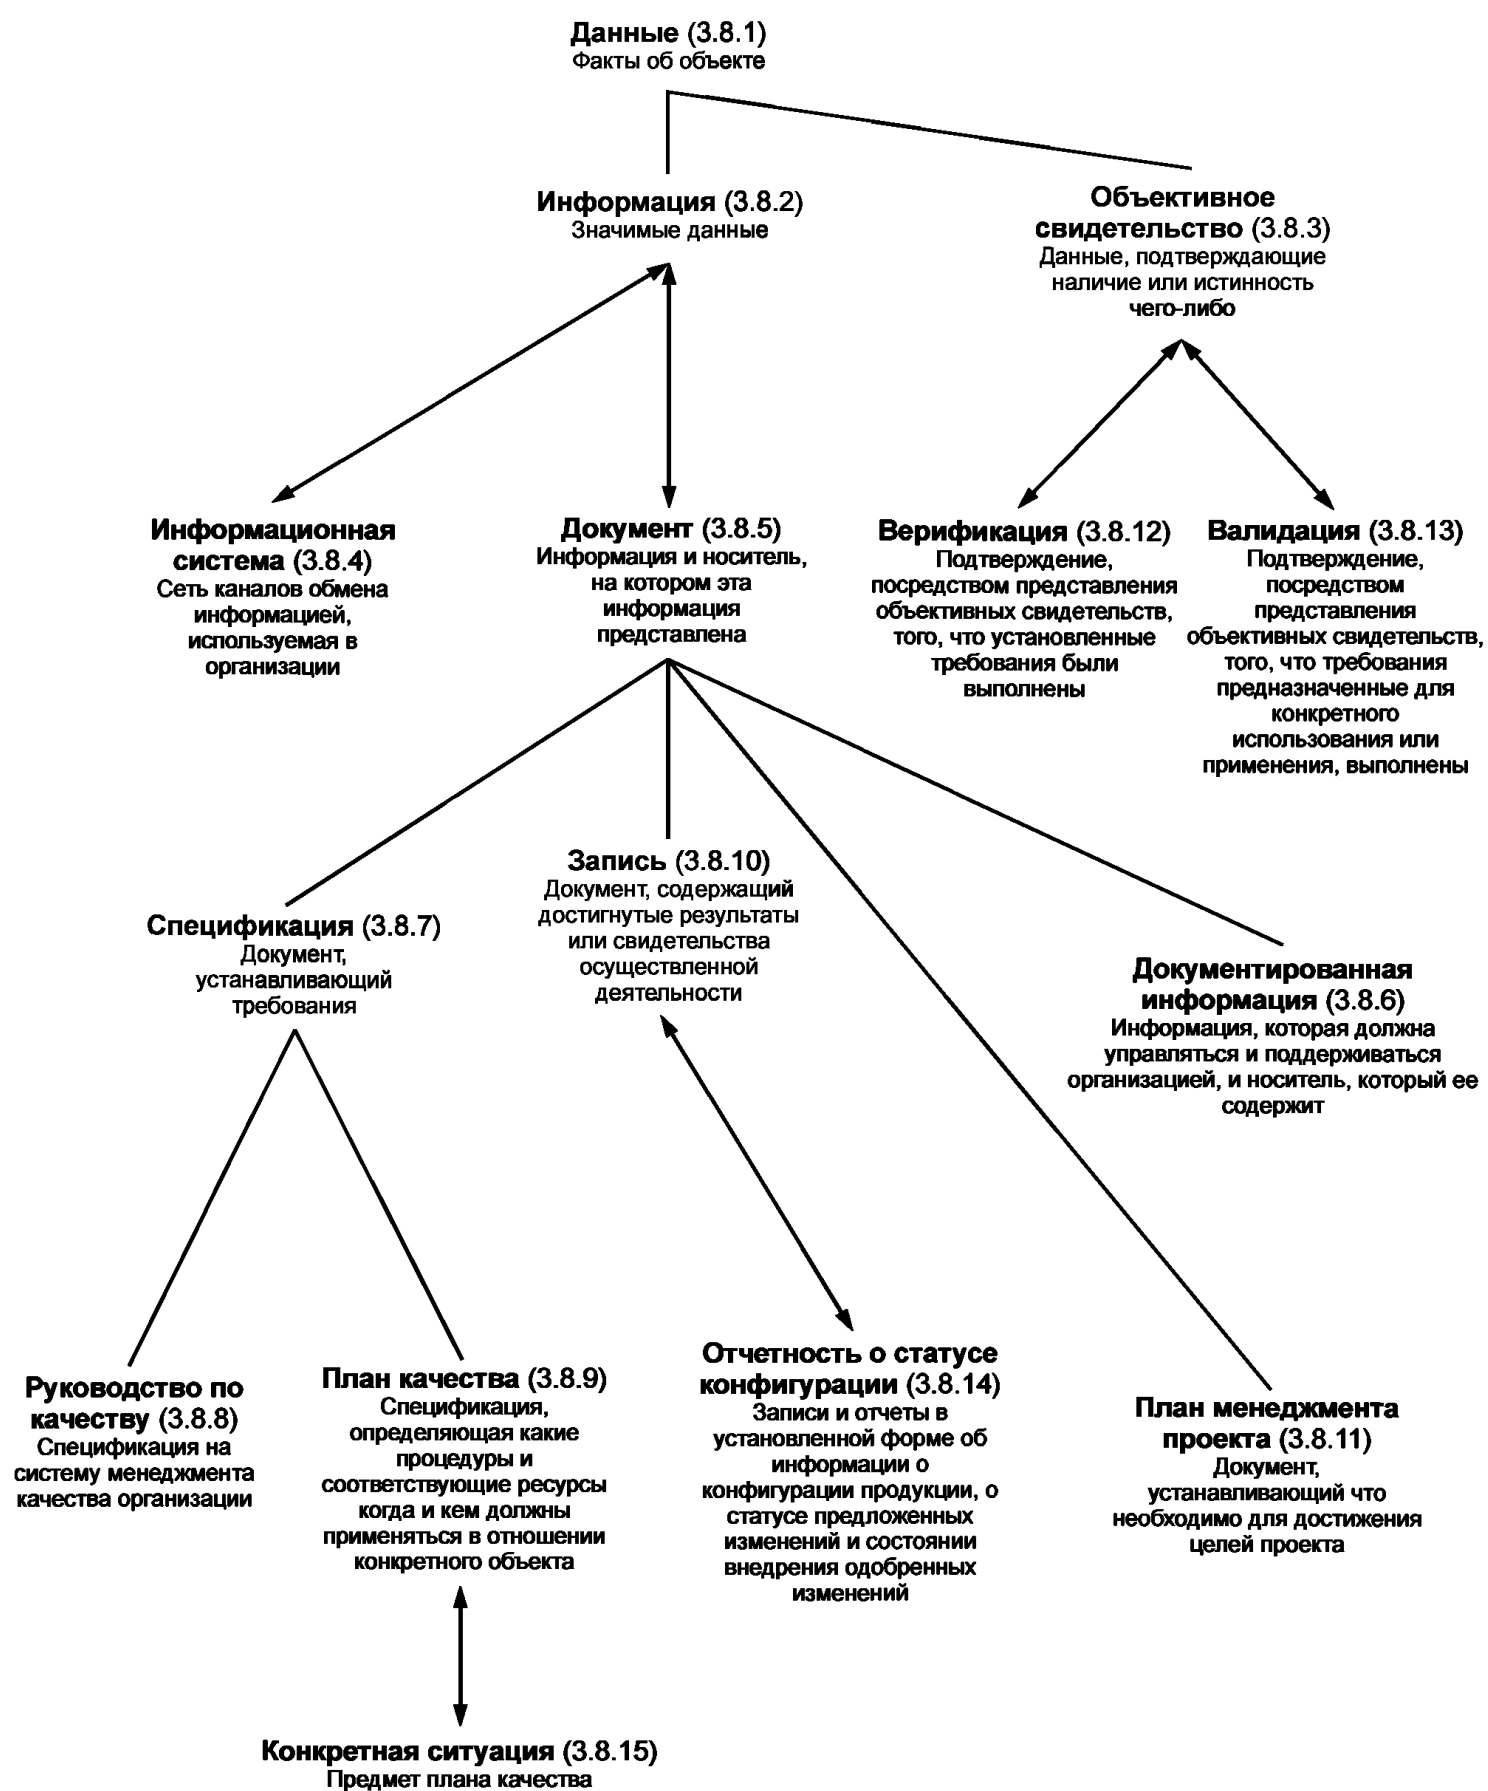 Данные (3.8.1)
Факты об объекте
Информация (3.8.2)
Значимые данные
Объективное
свидетельство (3.8.3)
Данные, подтверждающие
наличие или истинность
чего-либо
Информационная
система (3.8.4)
Сеть каналов обмена
информацией,
используемая в
организации
Документ (3.8.5)
Информация и носитель,
на котором эта
информация
представлена
Верификация (3.8.12)
Подтверждение,
посредством представления
объективных свидетельств,
того, что установленные
требования были
выполнены
Валидация (3.8.13)
Подтверждение,
посредством
представления
объективных свидетельств,
того, что требования
предназначенные для
конкретного
использования или
применения, выполнены
Спецификация (3.8.7)
Документ,
устанавливающий
требования
Запись (3.8.10)
Документ, содержащий
достигнутые результаты
или свидетельства
осуществленной
деятельности
Документированная
информация (3.8.6)
Информация, которая должна
управляться и поддерживаться
организацией, и носитель, который ее
содержит
Руководство по
качеству (3.8.8)
Спецификация на
систему менеджмента
качества организации
План качества (3.8.9)
Спецификация,
определяющая какие
процедуры и
соответствующие ресурсы
когда и кем должны
применяться в отношении
конкретного объекта
Отчетность о статусе
конфигурации (3.8.14)
Записи и отчеты в
установленной форме об
информации о
конфигурации продукции, о
статусе предложенных
изменений и состоянии
внедрения одобренных
изменений
План менеджмента
проекта (3.8.11)
Документ,
устанавливающий что
необходимо для достижения
целей проекта
Конкретная ситуация (3.8.15)
Предмет плана качества